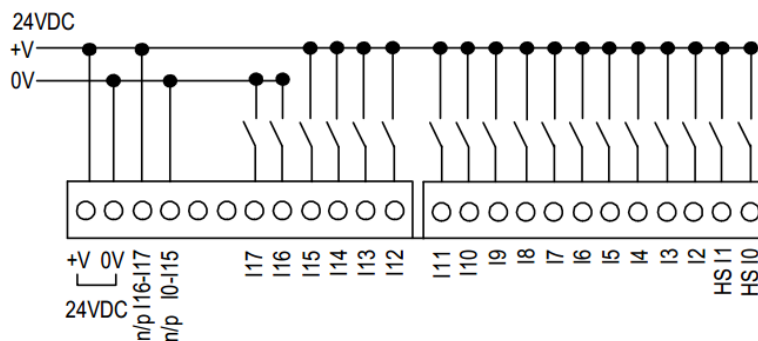 24VDC
+V
0V
+V 0V n/p I16-I17 n/p I0-I15 I17 I16 I15 I14 I13 I12 I11 I10 I9 I8 I7 I6 I5 I4 I3 I2 HS I1 HS I0
24VDC